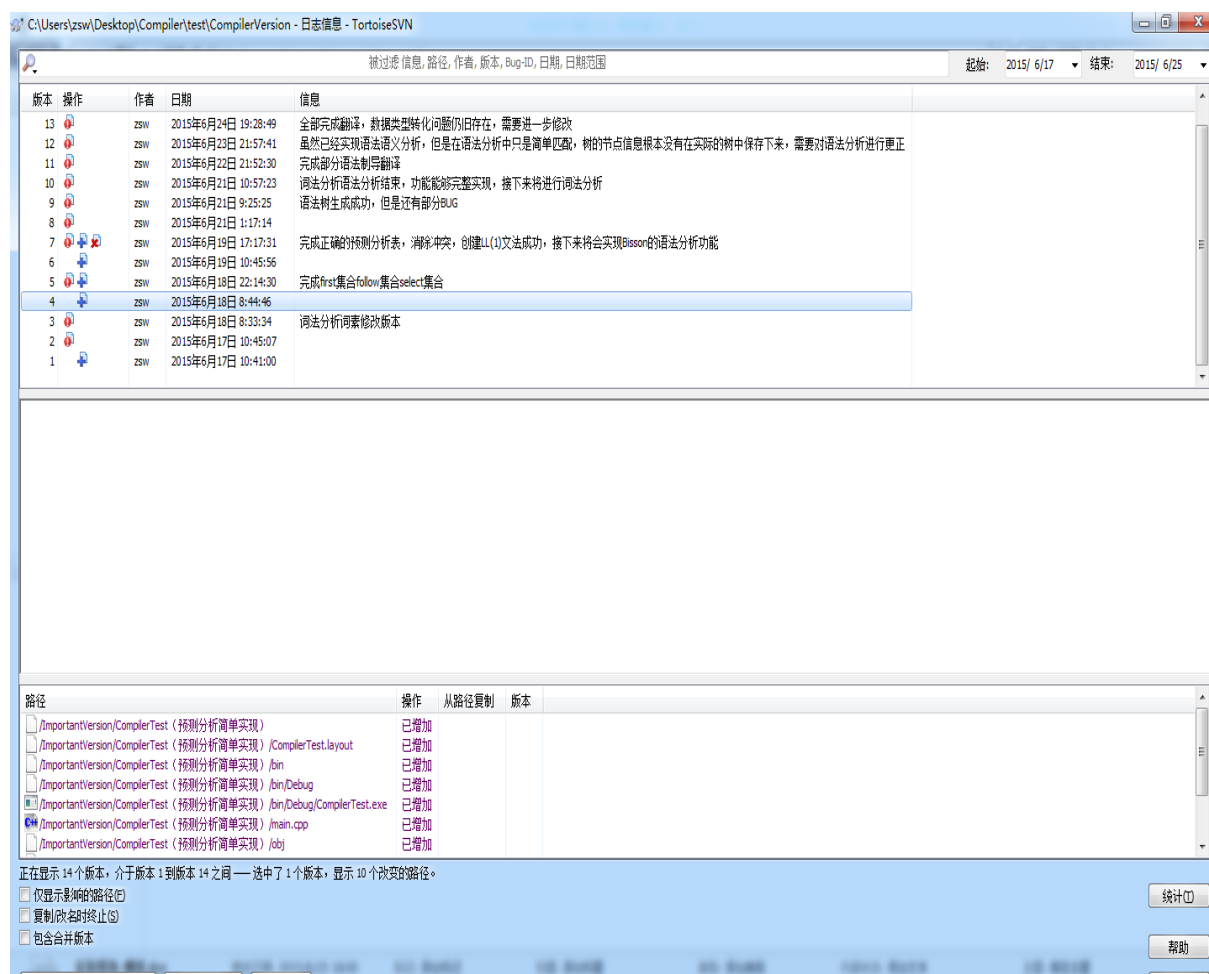 C:\Users\zsw\Desktop\Compiler\test\CompilerVersion - 日志信息 - TortoiseSVN
被过滤 信息, 路径, 作者, 版本, Bug-ID, 日期, 日期范围 起始: 2015/ 6/17 结束: 2015/ 6/25
版本 操作 作者 日期 信息
13 zsw 2015年6月24日 19:28:49 全部完成翻译，数据类型转化问题仍旧存在，需要进一步修改
12 zsw 2015年6月23日 21:57:41 虽然已经实现语法语义分析，但是在语法分析中只是简单匹配，树的节点信息根本没有在实际的树中保存下来，需要对语法分析进行更正
11 zsw 2015年6月22日 21:52:30 完成部分语法制导翻译
10 zsw 2015年6月21日 10:57:23 词法分析语法分析结束，功能能够完整实现，接下来将进行词法分析
9 zsw 2015年6月21日 9:25:25 语法树生成成功，但是还有部分BUG
8 zsw 2015年6月21日 1:17:14
7 zsw 2015年6月19日 17:17:31 完成正确的预测分析表，消除冲突，创建LL(1)文法成功，接下来将会实现Bisson的语法分析功能
6 zsw 2015年6月19日 10:45:56
5 zsw 2015年6月18日 22:14:30 完成first集合follow集合select集合
4 zsw 2015年6月18日 8:44:46
3 zsw 2015年6月18日 8:33:34 词法分析词素修改版本
2 zsw 2015年6月17日 10:45:07
1 zsw 2015年6月17日 10:41:00
路径 操作 从路径复制 版本
/ImportantVersion/CompilerTest（预测分析简单实现） 已增加
/ImportantVersion/CompilerTest（预测分析简单实现）/CompilerTest.layout 已增加
/ImportantVersion/CompilerTest（预测分析简单实现）/bin 已增加
/ImportantVersion/CompilerTest（预测分析简单实现）/bin/Debug 已增加
/ImportantVersion/CompilerTest（预测分析简单实现）/bin/Debug/CompilerTest.exe 已增加
C++ /ImportantVersion/CompilerTest（预测分析简单实现）/main.cpp 已增加
/ImportantVersion/CompilerTest（预测分析简单实现）/obj 已增加
正在显示 14 个版本，介于版本 1 到版本 14 之间 —— 选中了 1 个版本，显示 10 个改变的路径。
仅显示影响的路径(F)
统计(T)
复制/改名时终止(S)
包含合并版本
帮助